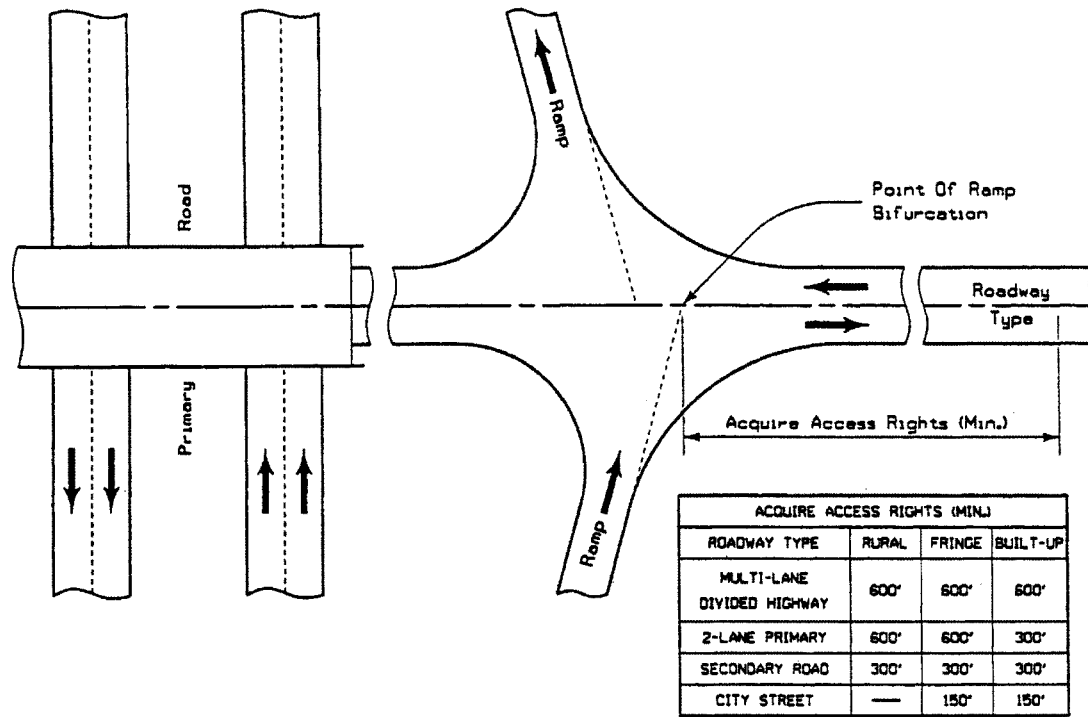 Ramp
Road
Point Of Ramp
Bifurcation
Roadway
Type
Primary
Acquire Access Rights (Min.)
Ramp
ACQUIRE ACCESS RIGHTS (MIN.)
ROADWAY TYPE RURAL FRINGE BUILT-UP
MULTI-LANE
DIVIDED HIGHWAY 600' 600' 600'
2-LANE PRIMARY 600' 600' 300'
SECONDARY ROAD 300' 300' 300'
CITY STREET — 150' 150'